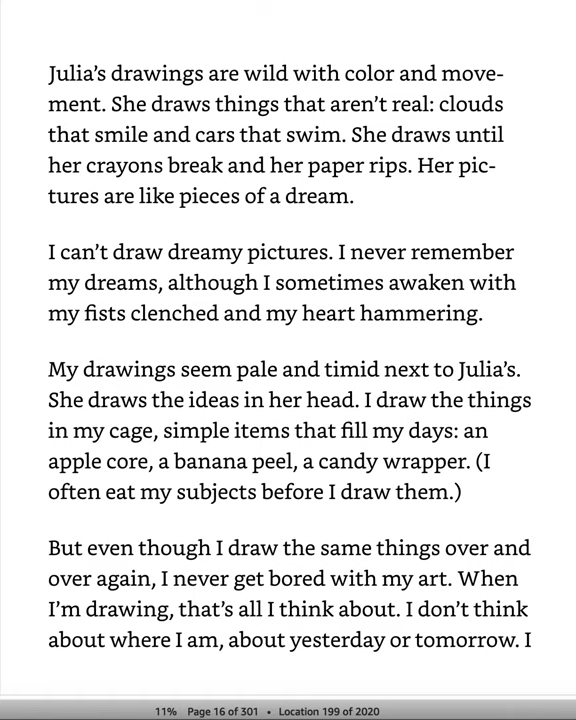 Julia’s drawings are wild with color and move-
ment. She draws things that aren’t real: clouds
that smile and cars that swim. She draws until
her crayons break and her paper rips. Her pic-
tures are like pieces of a dream.
I can’t draw dreamy pictures. I never remember
my dreams, although I sometimes awaken with
my fists clenched and my heart hammering.
My drawings seem pale and timid next to Julia’s.
She draws the ideas in her head. I draw the things
in my cage, simple items that fill my days: an
apple core, a banana peel, a candy wrapper. (I
often eat my subjects before I draw them.)
But even though I draw the same things over and
over again, I never get bored with my art. When
I’m drawing, that’s all I think about. I don’t think
about where I am, about yesterday or tomorrow. I
11% Page 16 of 301 • Location 199 of 2020